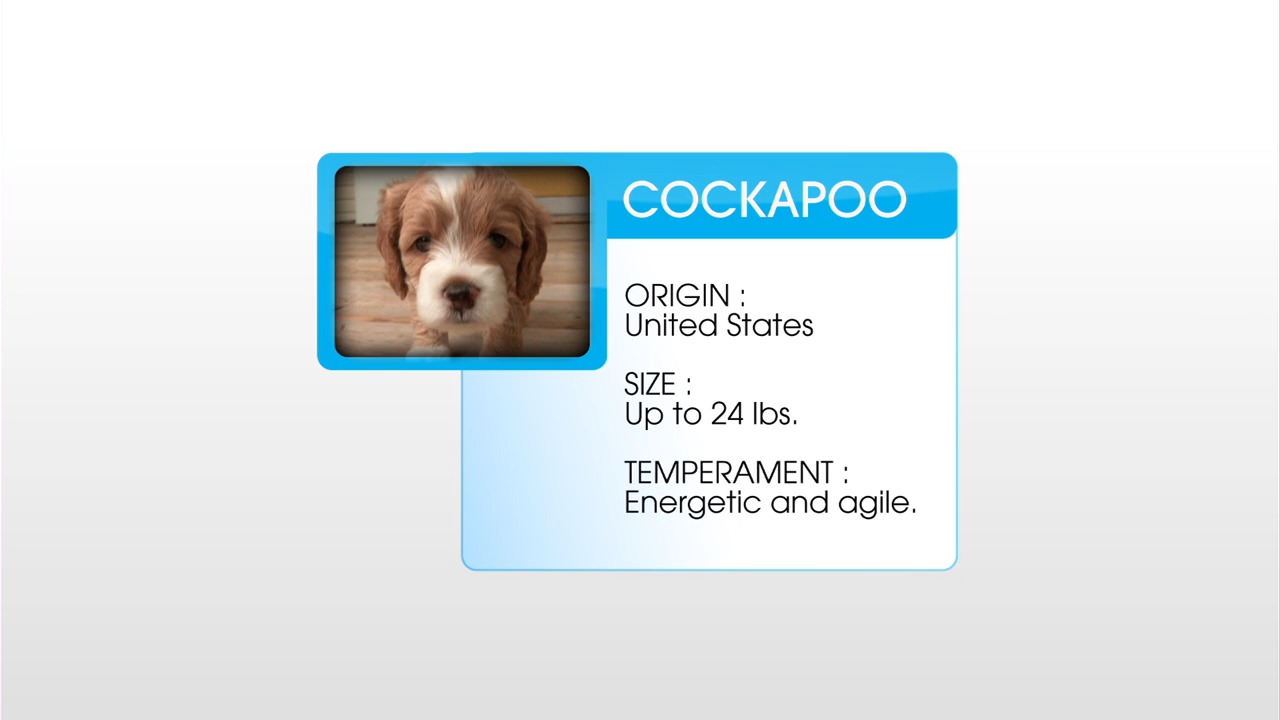 COCKAPOO
ORIGIN :
United States
SIZE :
Up to 24 lbs.
TEMPERAMENT :
Energetic and agile.